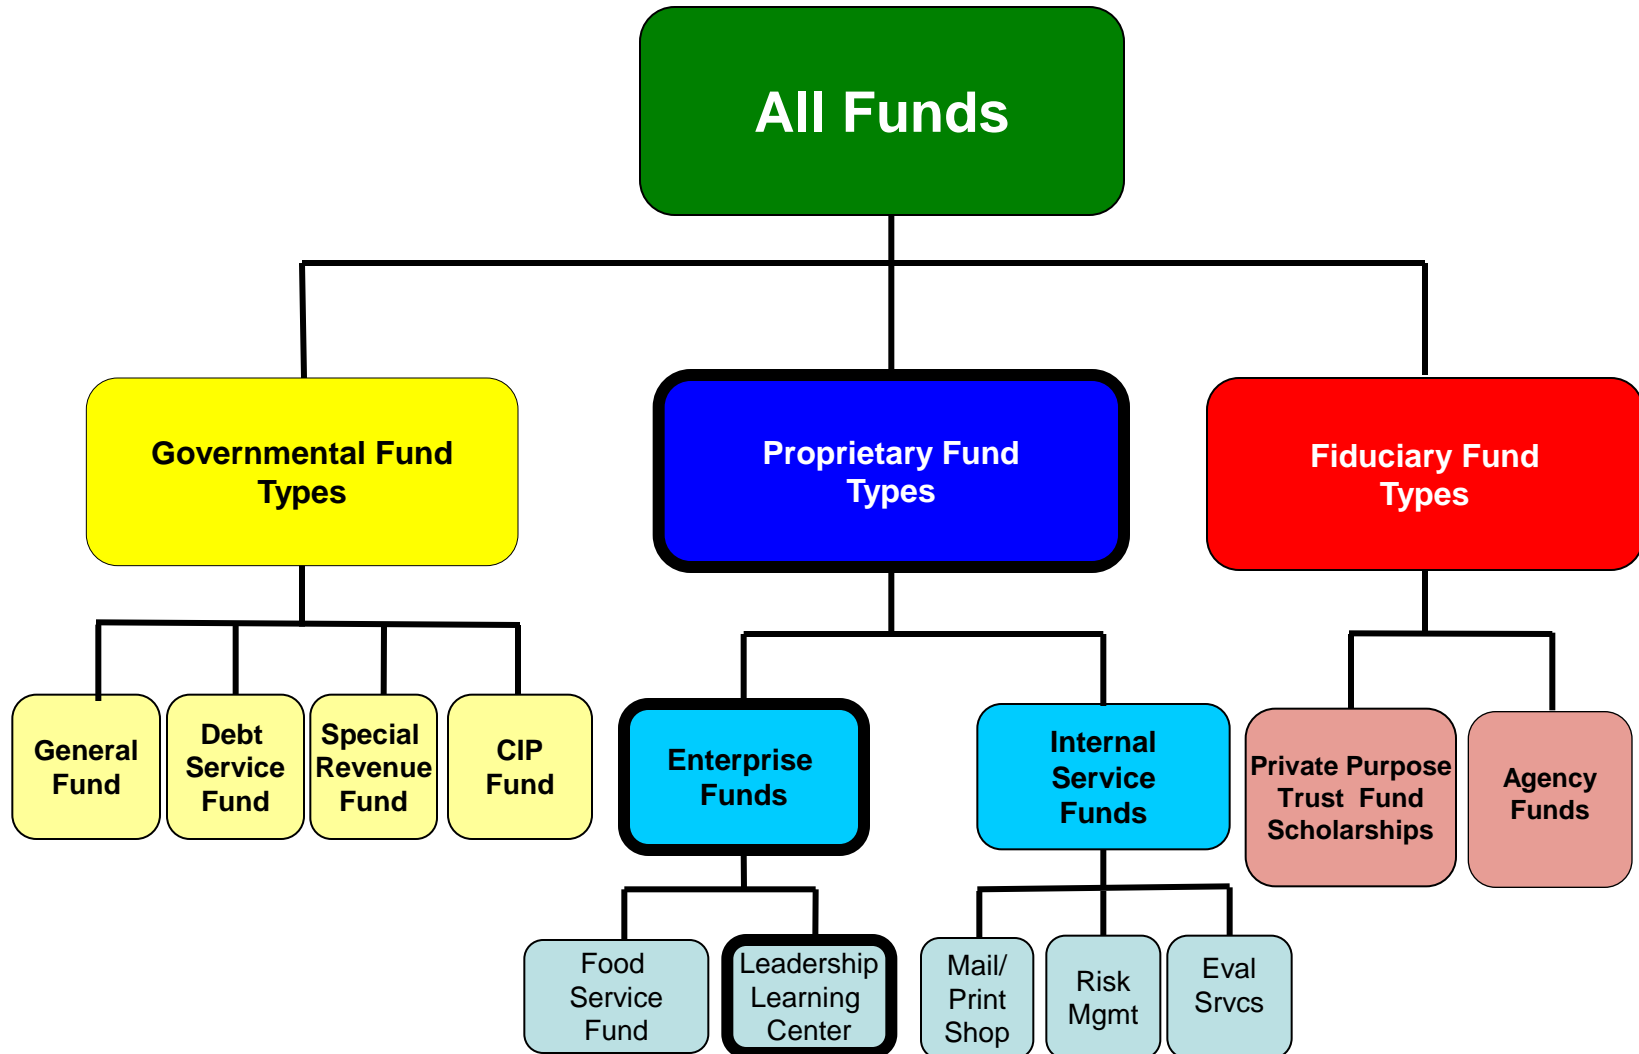 All Funds
Governmental Fund
Types
Proprietary Fund
Types
Fiduciary Fund
Types
General
Fund
Debt
Service
Fund
Special
Revenue
Fund
CIP
Fund
Enterprise
Funds
Internal
Service
Funds
Private Purpose
Trust Fund
Scholarships
Agency
Funds
Food
Service
Fund
Leadership
Learning
Center
Mail/
Print
Shop
Risk
Mgmt
Eval
Srvcs